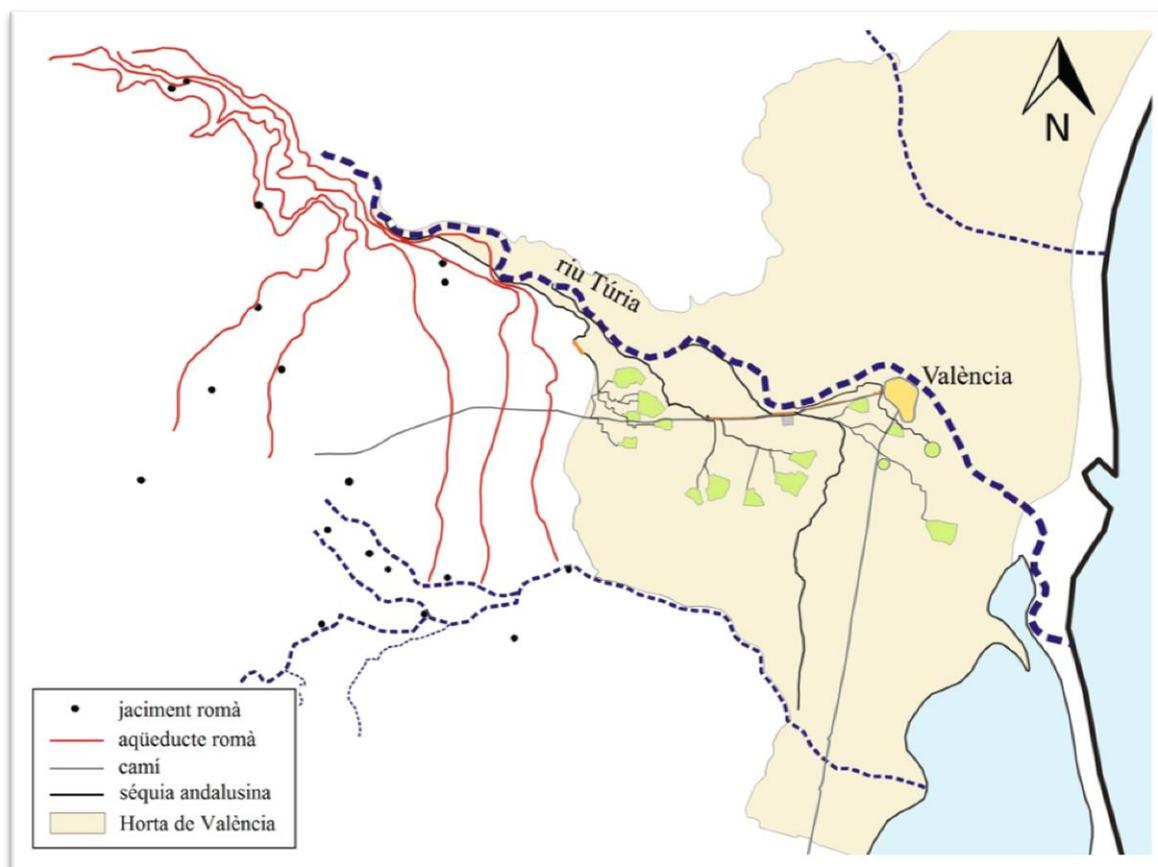 N
riu Túria
València
jaciment romà
aqüeducte romà
camí
séquia andalusina
Horta de València